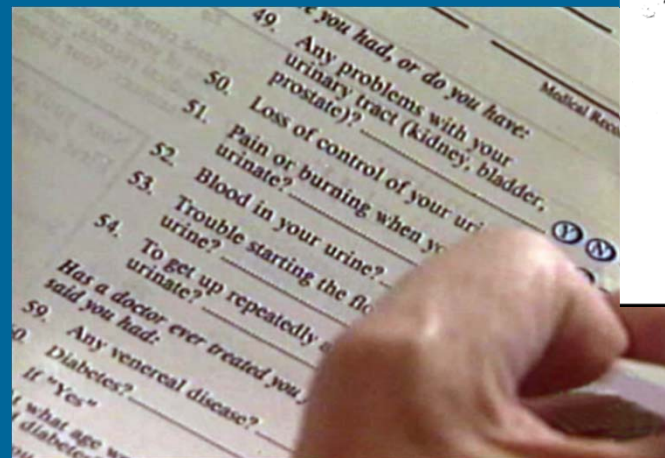 e you had, or do you have:
49. Any problems with your
urinary tract (kidney, bladder,
prostate)?
50. Loss of control of your
51. Pain or burning when
urinate?
52. Blood in your urine?
53. Trouble starting the
urine?
54. To get up repeatedly
urinate?
Has a doctor ever treated you
said you had:
59. Any venereal disease?
Diabetes?
If "Yes"
what age
diabetes
Medical
Y N